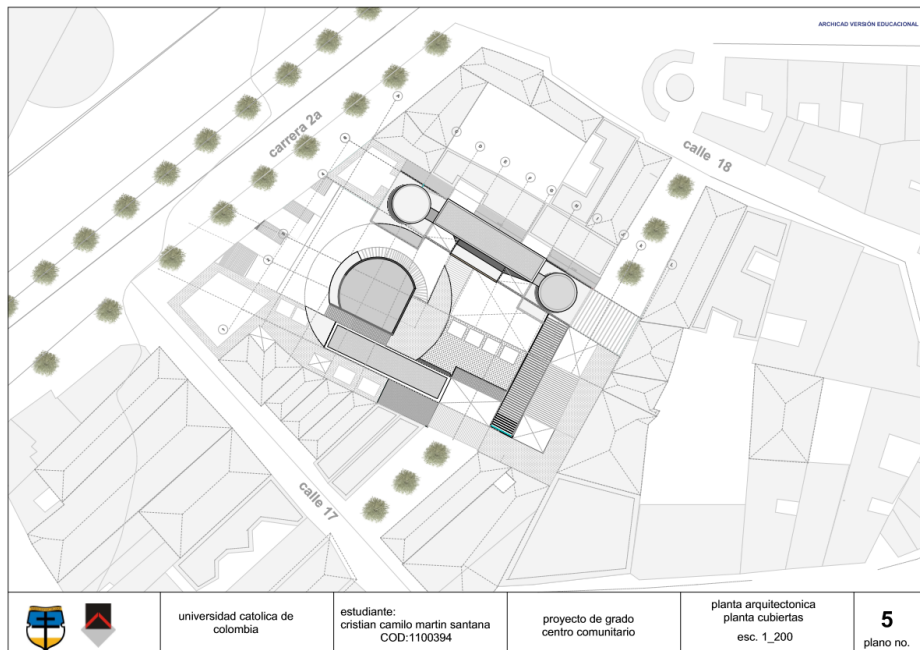 ARCHICAD VERSIÓN EDUCACIONAL
carrera 2a
calle 18
calle 17
universidad catolica de
colombia
estudiante:
cristian camilo martin santana
COD:1100394
proyecto de grado
centro comunitario
planta arquitectonica
planta cubiertas
esc. 1_200
5
plano no.